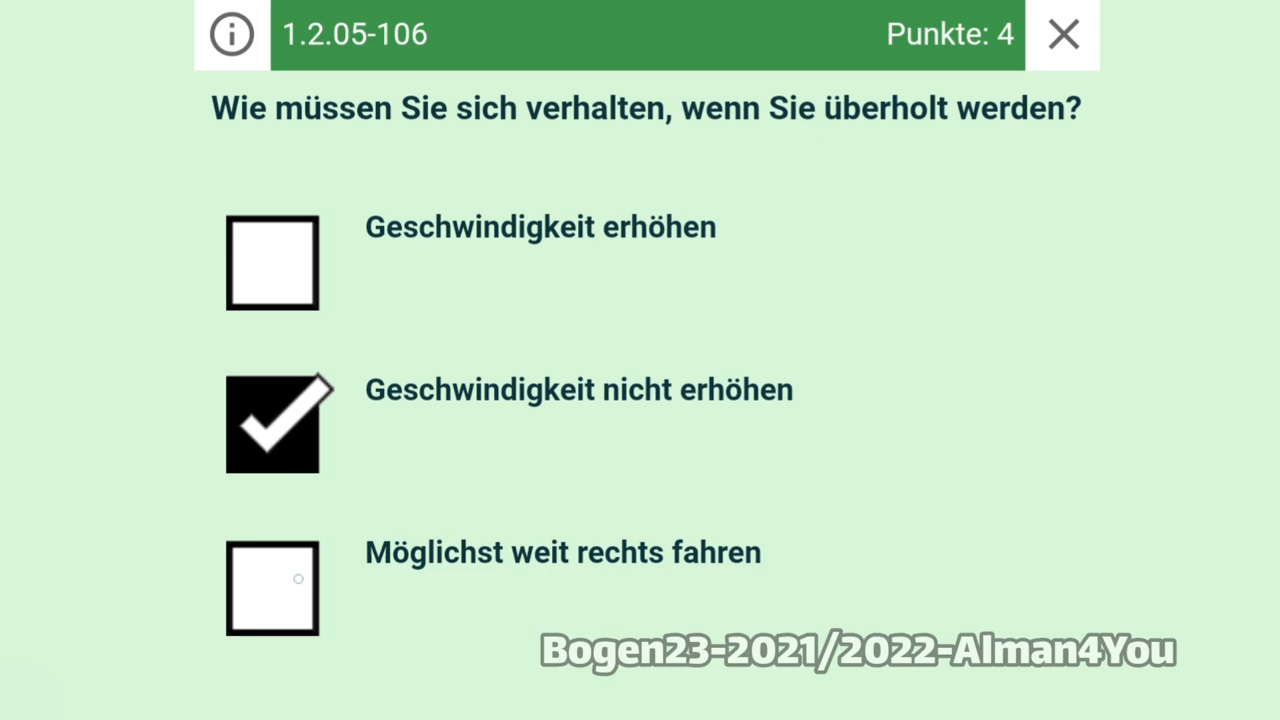 1.2.05-106
Punkte: 4
Wie müssen Sie sich verhalten, wenn Sie überholt werden?
Geschwindigkeit erhöhen
Geschwindigkeit nicht erhöhen
Möglichst weit rechts fahren
Bogen23-2021/2022-Alman4You